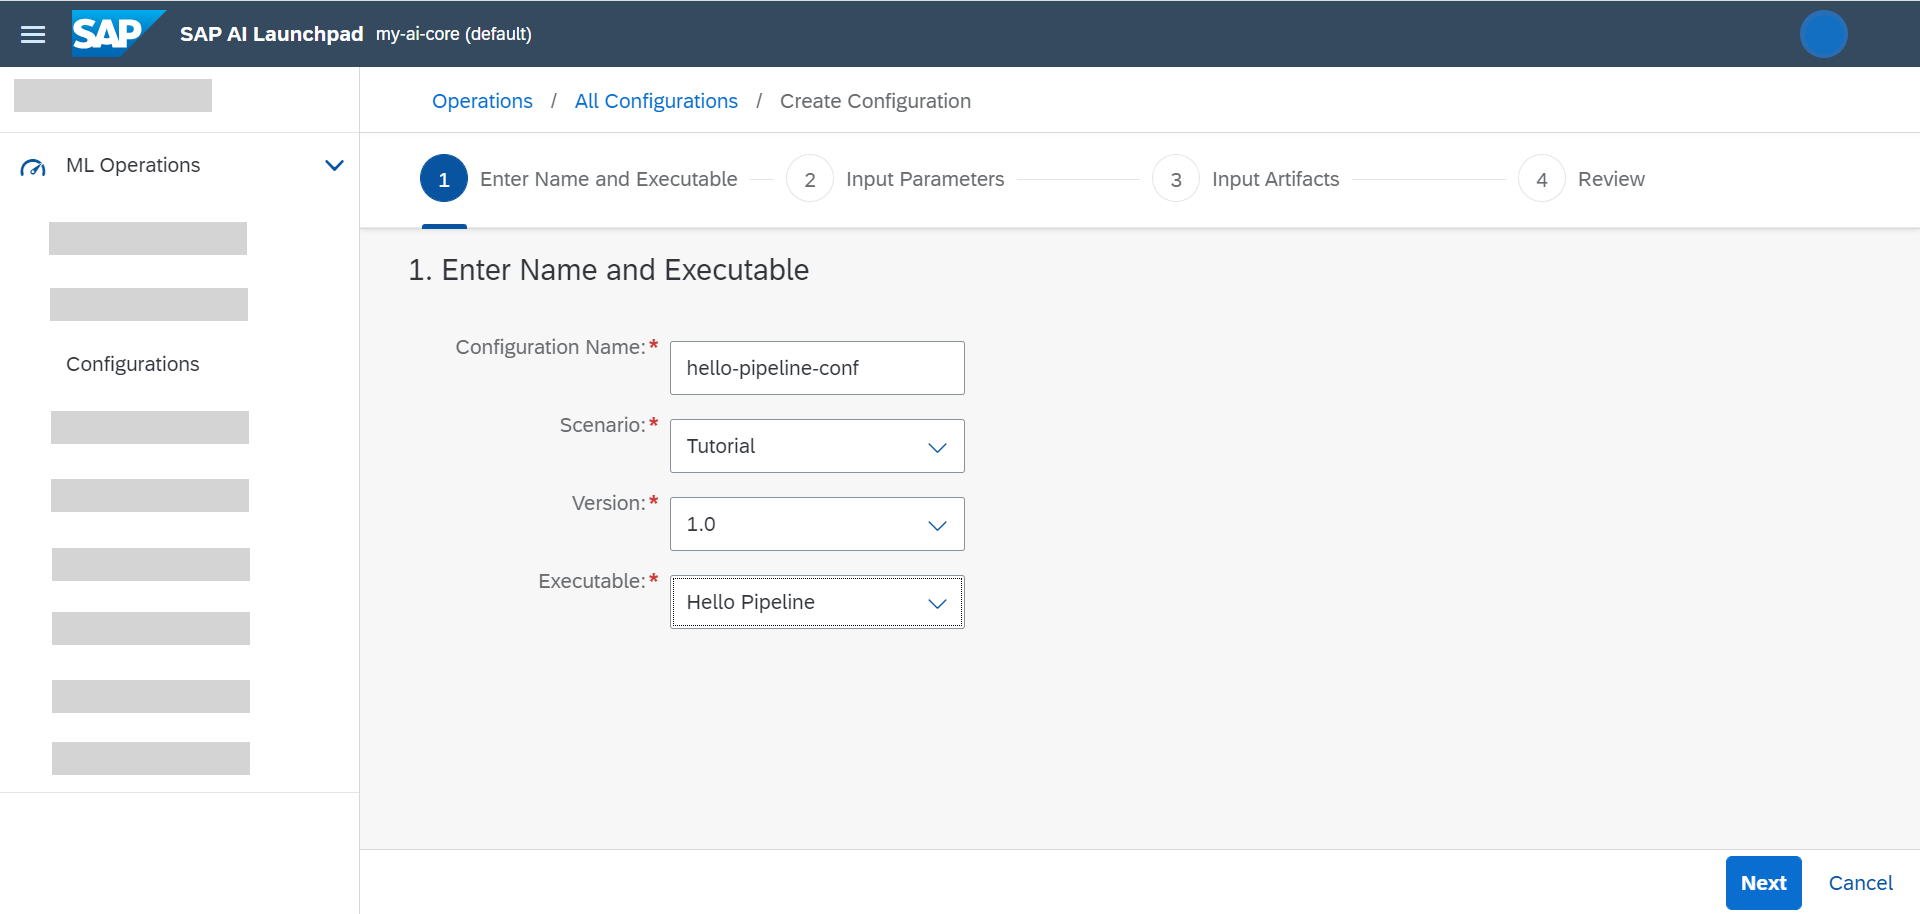 SAP SAP AI Launchpad my-ai-core (default)
Operations / All Configurations / Create Configuration
ML Operations
Configurations
1 Enter Name and Executable 2 Input Parameters 3 Input Artifacts 4 Review
1. Enter Name and Executable
Configuration Name:* hello-pipeline-conf
Scenario:* Tutorial
Version:* 1.0
Executable:* Hello Pipeline
Next Cancel